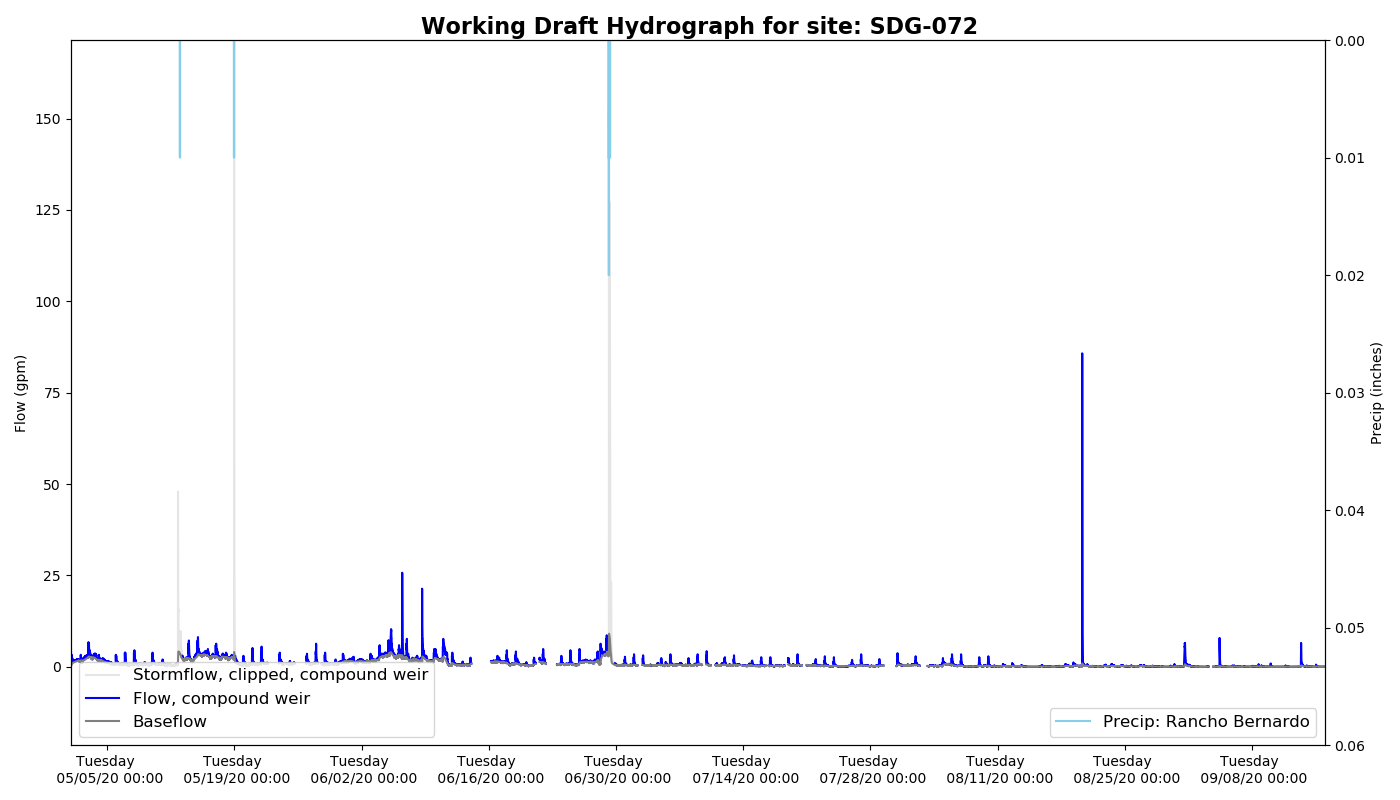 Working Draft Hydrograph for site: SDG-072
Flow (gpm)
150
125
100
75
50
25
0
0.00
0.01
0.02
0.03
0.04
0.05
0.06
Precip (inches)
Stormflow, clipped, compound weir
Flow, compound weir
Baseflow
Precip: Rancho Bernardo
Tuesday
05/05/20 00:00
Tuesday
05/19/20 00:00
Tuesday
06/02/20 00:00
Tuesday
06/16/20 00:00
Tuesday
06/30/20 00:00
Tuesday
07/14/20 00:00
Tuesday
07/28/20 00:00
Tuesday
08/11/20 00:00
Tuesday
08/25/20 00:00
Tuesday
09/08/20 00:00